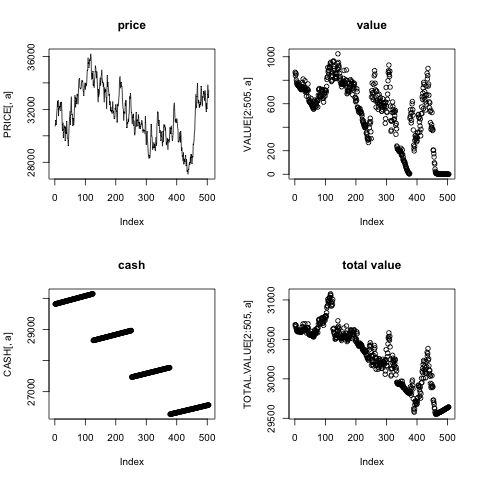 price
PRICE[, a]
28000 32000 36000
0 100 200 300 400 500
Index
value
VALUE[2:505, a]
0 200 600 1000
0 100 200 300 400 500
Index
cash
CASH[, a]
27000 29000
0 100 200 300 400 500
Index
total value
TOTAL.VALUE[2:505, a]
29500 30000 30500 31000
0 100 200 300 400 500
Index